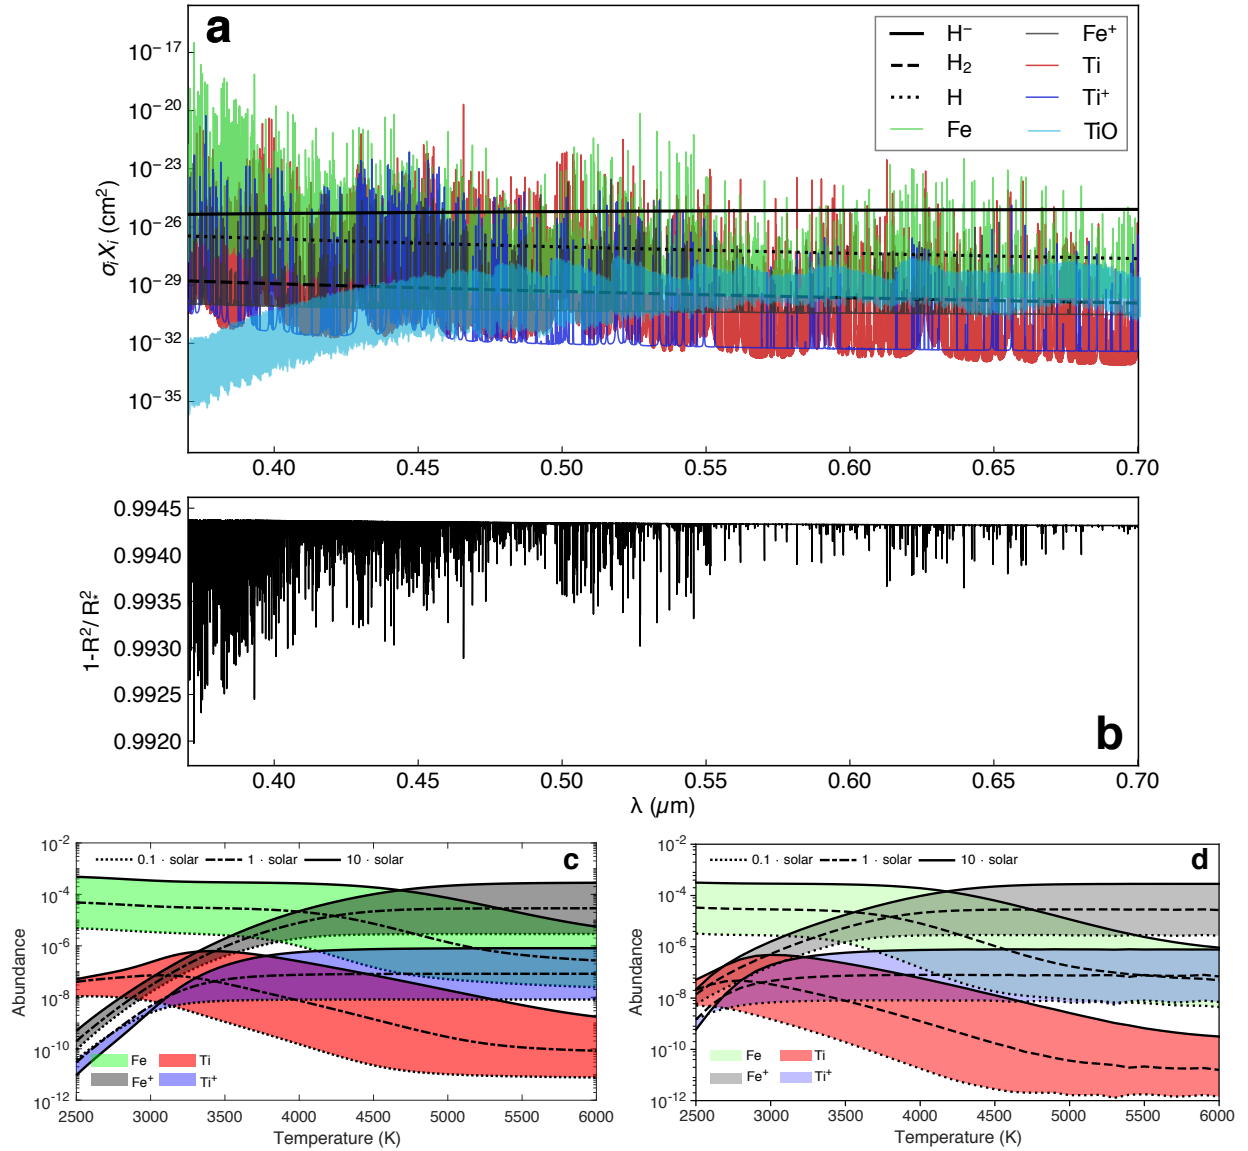 a
10⁻¹⁷
10⁻²⁰
10⁻²³
10⁻²⁶
10⁻²⁹
10⁻³²
10⁻³⁵
σᵢXᵢ (cm²)
H⁻
H₂
H
Fe
Fe⁺
Ti
Ti⁺
TiO
0.40 0.45 0.50 0.55 0.60 0.65 0.70
0.9945
0.9940
0.9935
0.9930
0.9925
0.9920
1-R²/R*²
b
0.40 0.45 0.50 0.55 0.60 0.65 0.70
λ (μm)
c
0.1 · solar 1 · solar 10 · solar
10⁻²
10⁻⁴
10⁻⁶
10⁻⁸
10⁻¹⁰
10⁻¹²
Abundance
Fe Ti
Fe⁺ Ti⁺
2500 3000 3500 4000 4500 5000 5500 6000
Temperature (K)
d
0.1 · solar 1 · solar 10 · solar
10⁻²
10⁻⁴
10⁻⁶
10⁻⁸
10⁻¹⁰
10⁻¹²
Abundance
Fe Ti
Fe⁺ Ti⁺
2500 3000 3500 4000 4500 5000 5500 6000
Temperature (K)